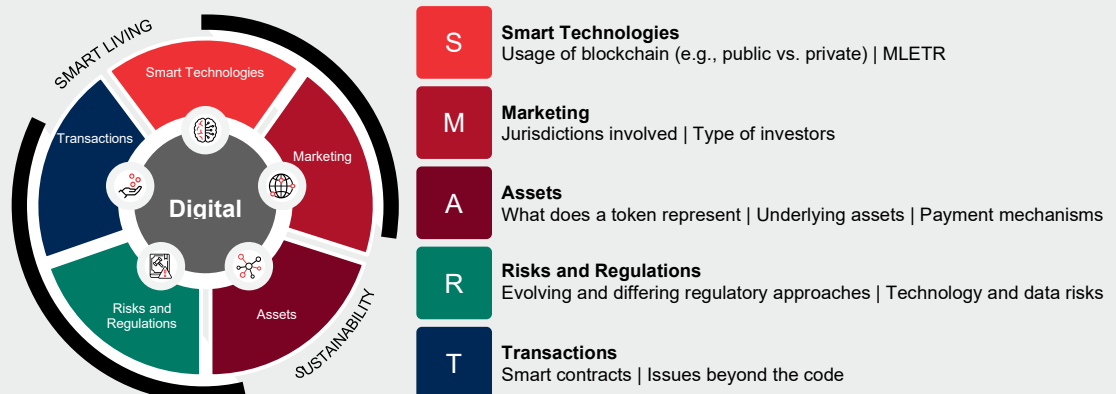 SMART LIVING
Smart Technologies
Transactions
Marketing
Digital
Risks and
Regulations
Assets
SUSTAINABILITY
S
Smart Technologies
Usage of blockchain (e.g., public vs. private) | MLETR
M
Marketing
Jurisdictions involved | Type of investors
A
Assets
What does a token represent | Underlying assets | Payment mechanisms
R
Risks and Regulations
Evolving and differing regulatory approaches | Technology and data risks
T
Transactions
Smart contracts | Issues beyond the code